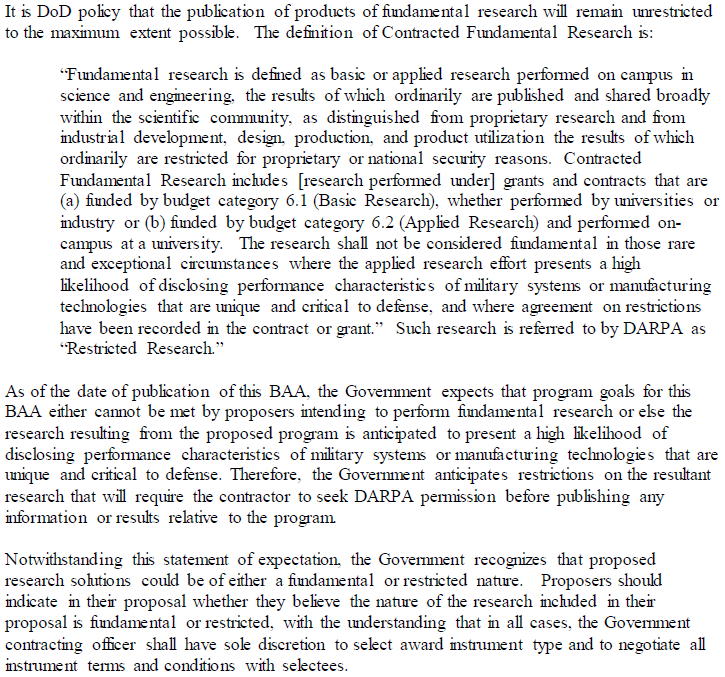 It is DoD policy that the publication of products of fundamental research will remain unrestricted
to the maximum extent possible. The definition of Contracted Fundamental Research is:
“Fundamental research is defined as basic or applied research performed on campus in
science and engineering, the results of which ordinarily are published and shared broadly
within the scientific community, as distinguished from proprietary research and from
industrial development, design, production, and product utilization the results of which
ordinarily are restricted for proprietary or national security reasons. Contracted
Fundamental Research includes [research performed under] grants and contracts that are
(a) funded by budget category 6.1 (Basic Research), whether performed by universities or
industry or (b) funded by budget category 6.2 (Applied Research) and performed on-
campus at a university. The research shall not be considered fundamental in those rare
and exceptional circumstances where the applied research effort presents a high
likelihood of disclosing performance characteristics of military systems or manufacturing
technologies that are unique and critical to defense, and where agreement on restrictions
have been recorded in the contract or grant.” Such research is referred to by DARPA as
“Restricted Research.”
As of the date of publication of this BAA, the Government expects that program goals for this
BAA either cannot be met by proposers intending to perform fundamental research or else the
research resulting from the proposed program is anticipated to present a high likelihood of
disclosing performance characteristics of military systems or manufacturing technologies that are
unique and critical to defense. Therefore, the Government anticipates restrictions on the resultant
research that will require the contractor to seek DARPA permission before publishing any
information or results relative to the program.
Notwithstanding this statement of expectation, the Government recognizes that proposed
research solutions could be of either a fundamental or restricted nature. Proposers should
indicate in their proposal whether they believe the nature of the research included in their
proposal is fundamental or restricted, with the understanding that in all cases, the Government
contracting officer shall have sole discretion to select award instrument type and to negotiate all
instrument terms and conditions with selectees.